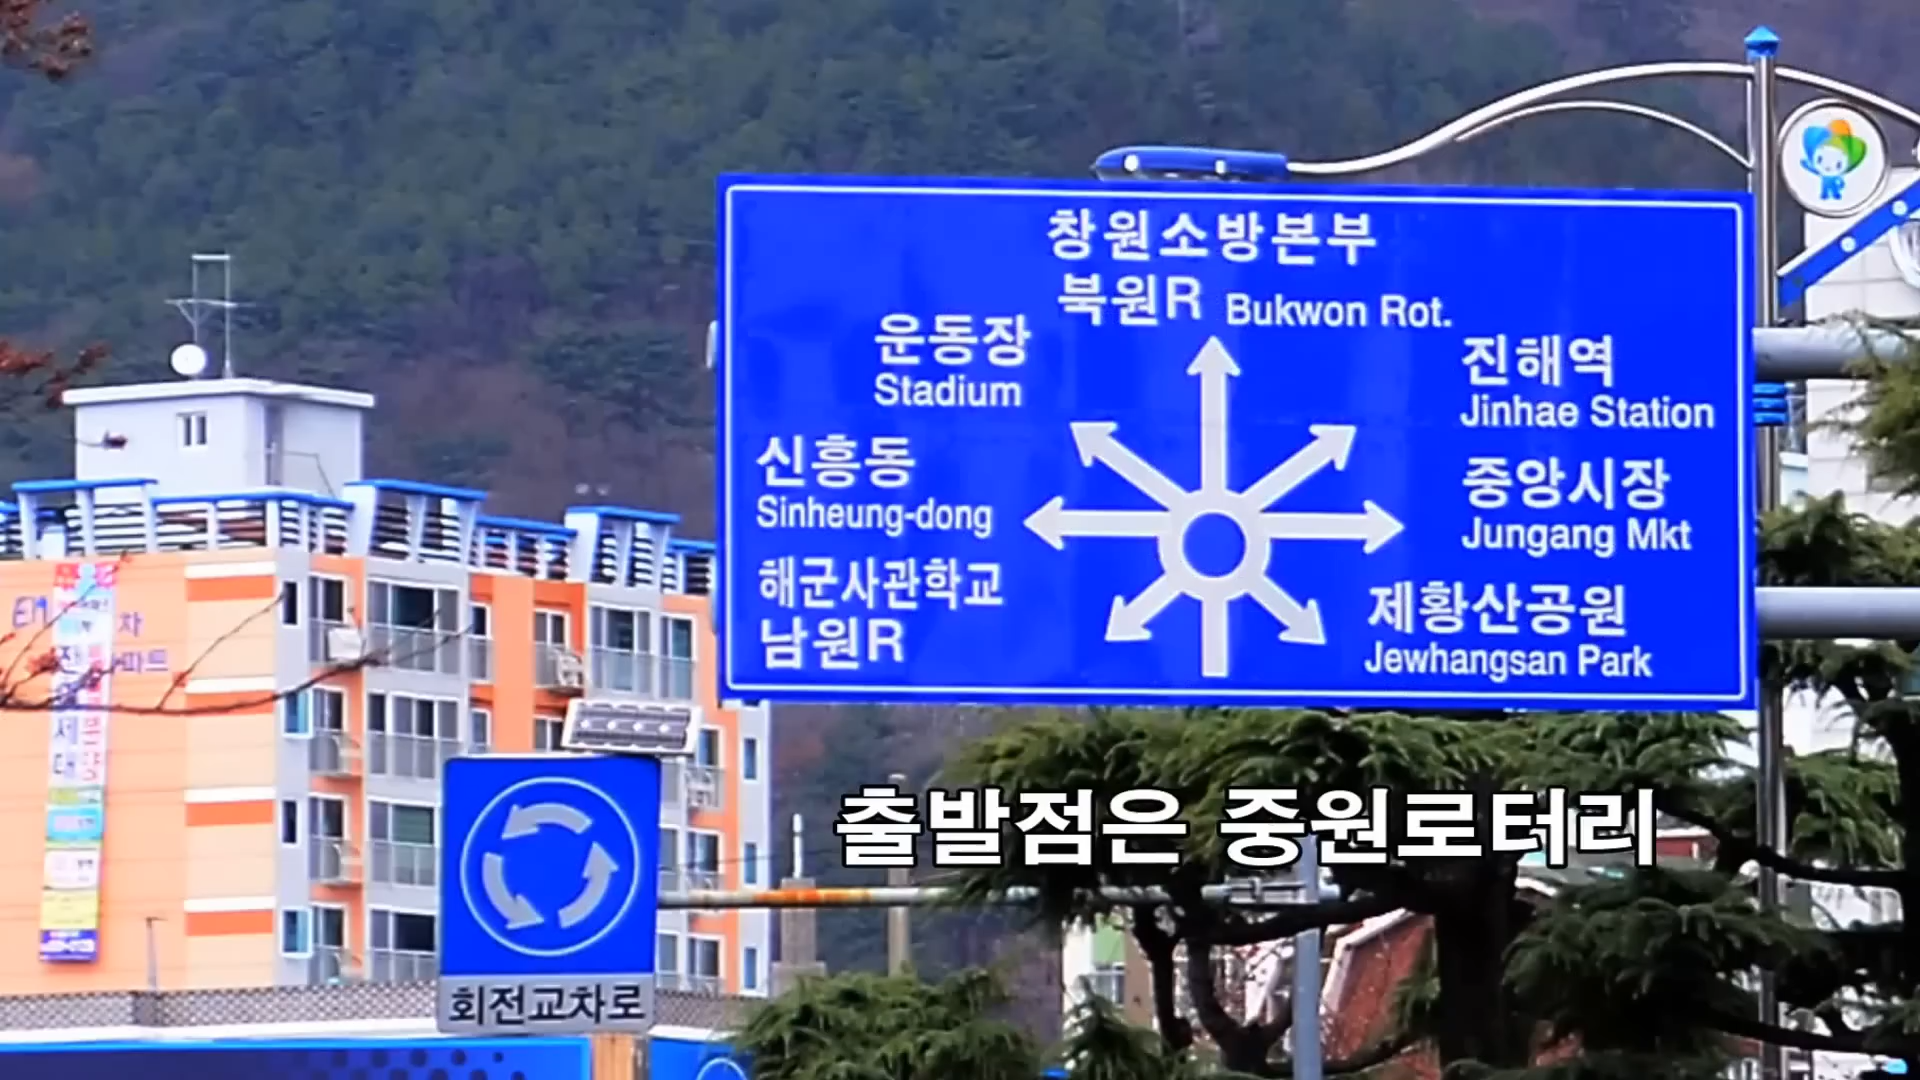 창원소방본부
북원R Bukwon Rot.
운동장
Stadium
진해역
Jinhae Station
신흥동
Sinheung-dong
중앙시장
Jungang Mkt
해군사관학교
남원R
제황산공원
Jewhangsan Park
출발점은 중원로터리
회전교차로